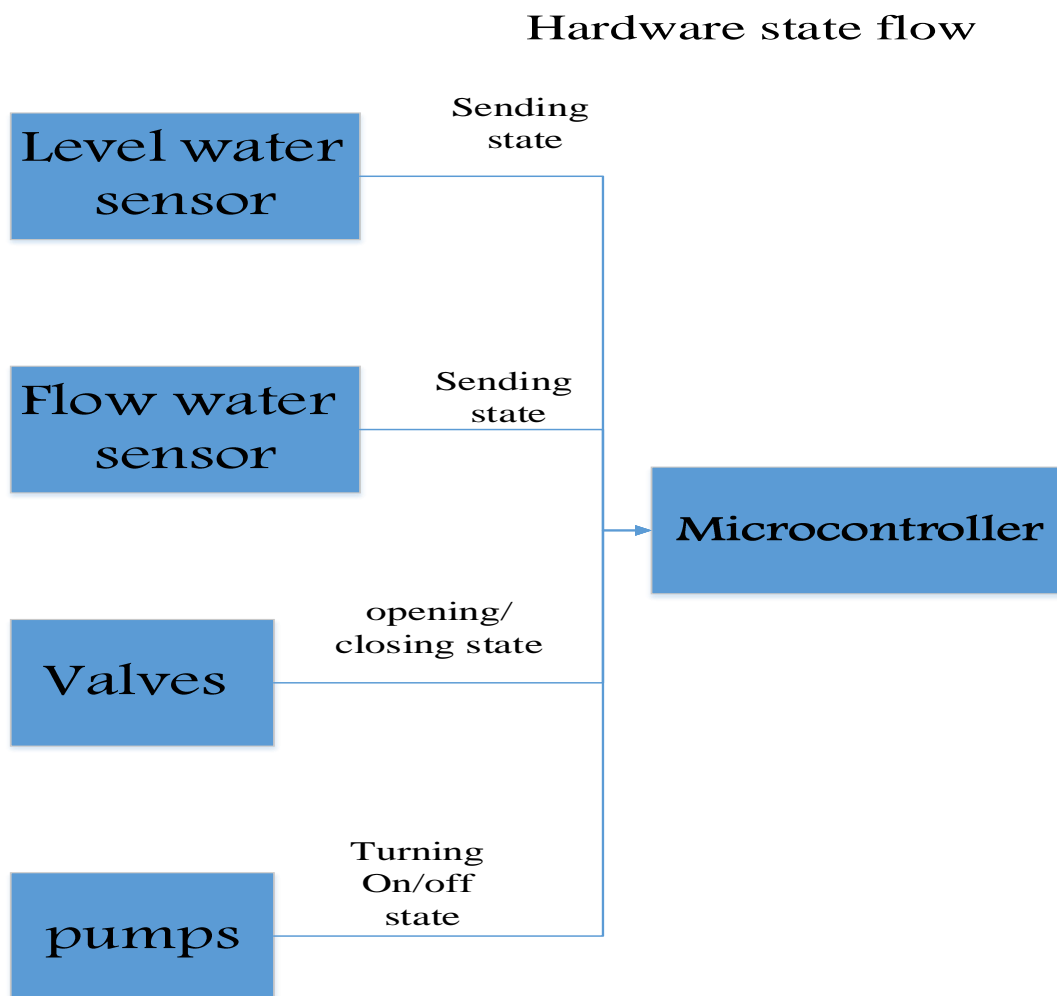 Hardware state flow
Sending
state
Level water
sensor
Sending
state
Flow water
sensor
Microcontroller
opening/
closing state
Valves
Turning
On/off
state
pumps